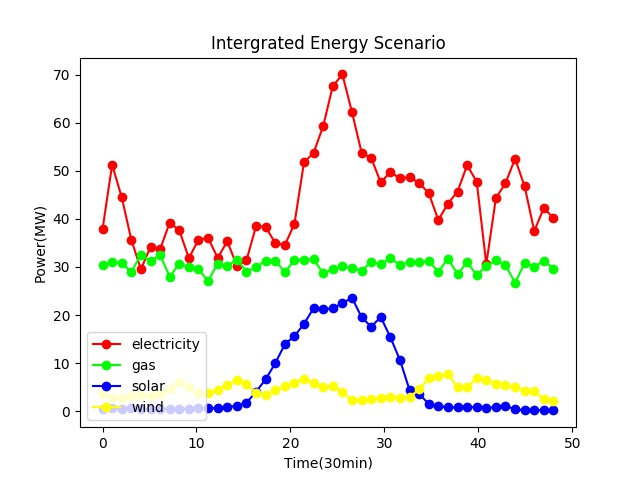 Intergrated Energy Scenario
Power(MW)
70
60
50
40
30
20
10
0
electricity
gas
solar
wind
0 10 20 30 40 50
Time(30min)